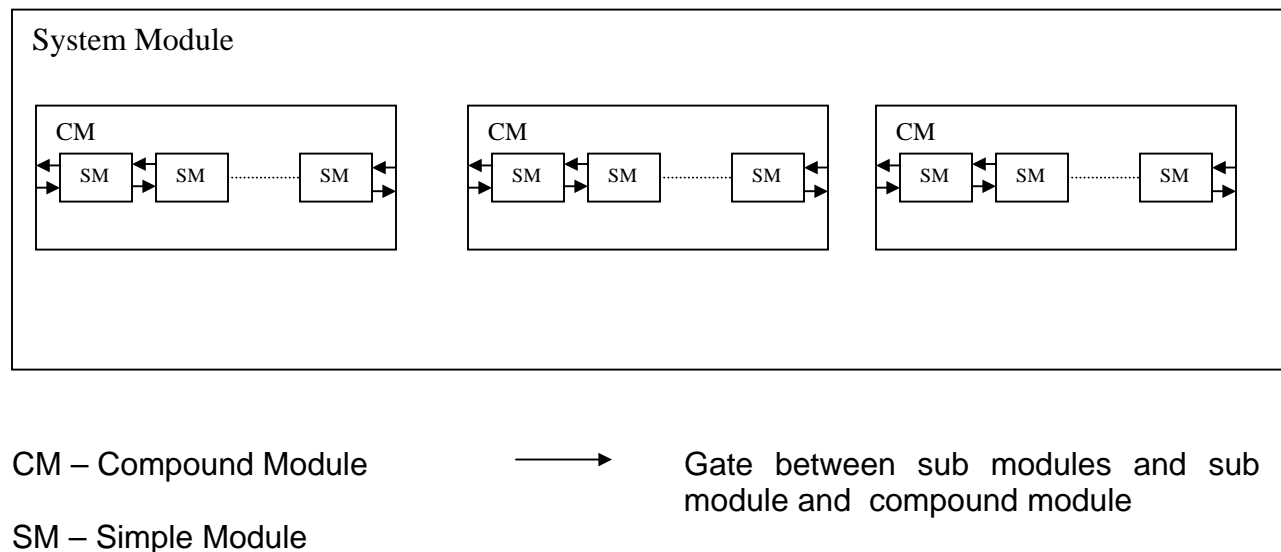 System Module
CM CM CM
SM SM SM SM SM SM SM SM SM
CM – Compound Module
Gate between sub modules and sub
module and compound module
SM – Simple Module